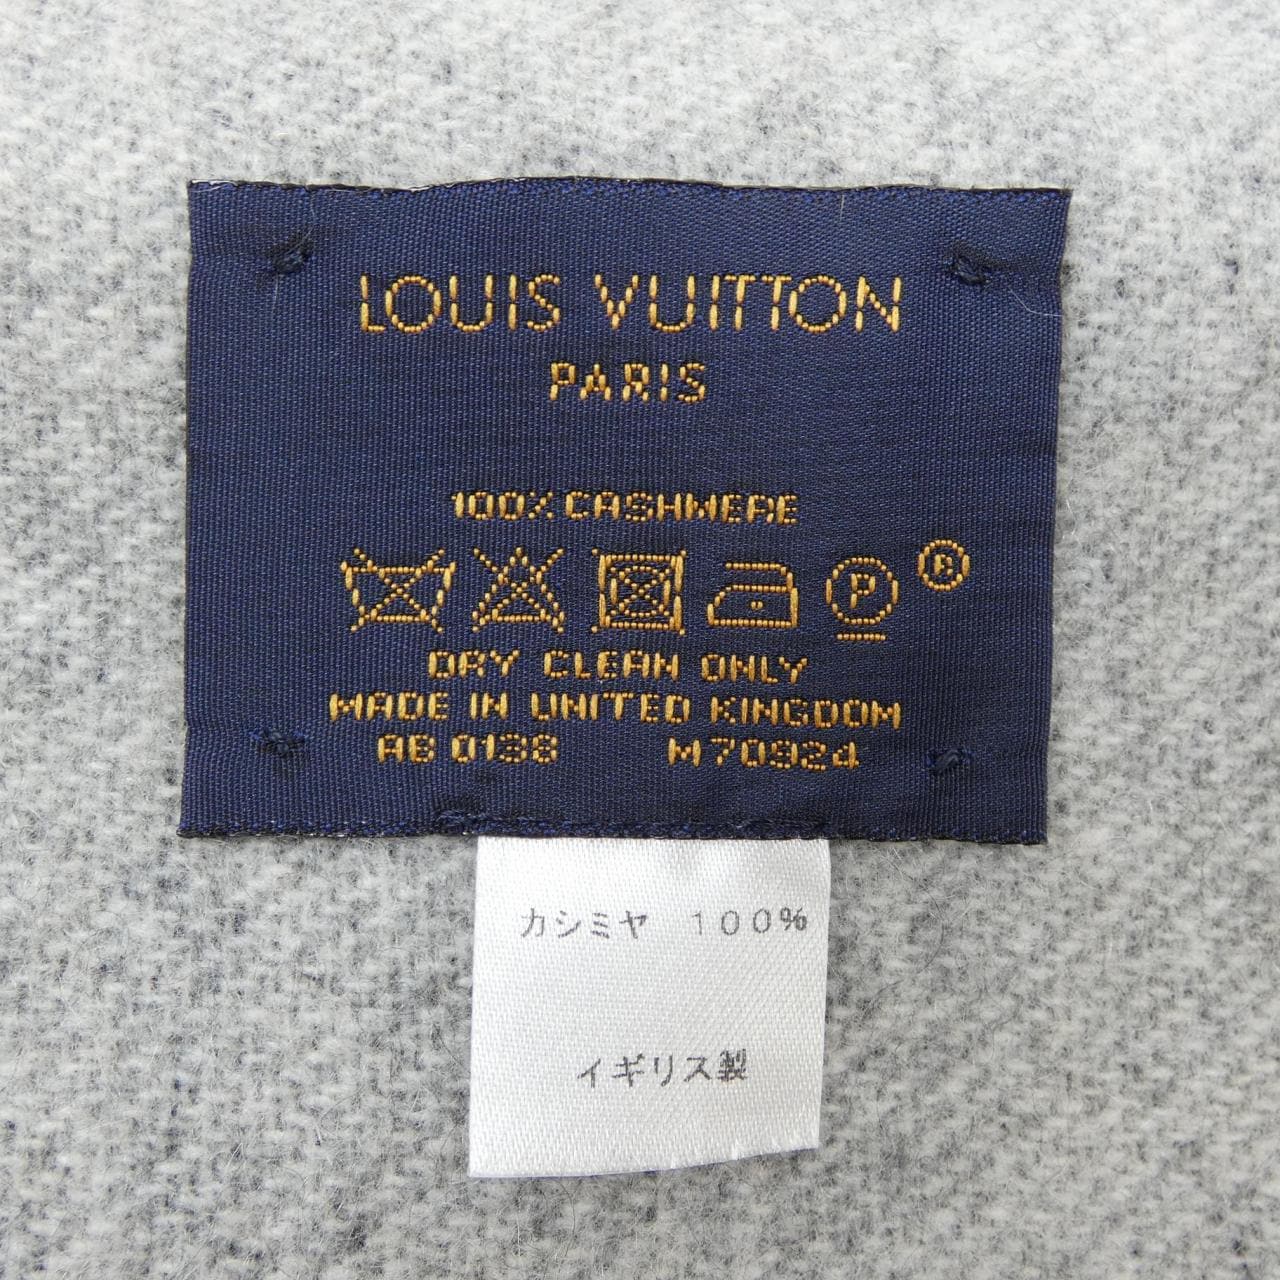 LOUIS VUITTON
PARIS
100% CASHMERE
P ®
DRY CLEAN ONLY
MADE IN UNITED KINGDOM
AB 0138 M70924
カシミヤ 100%
イギリス製